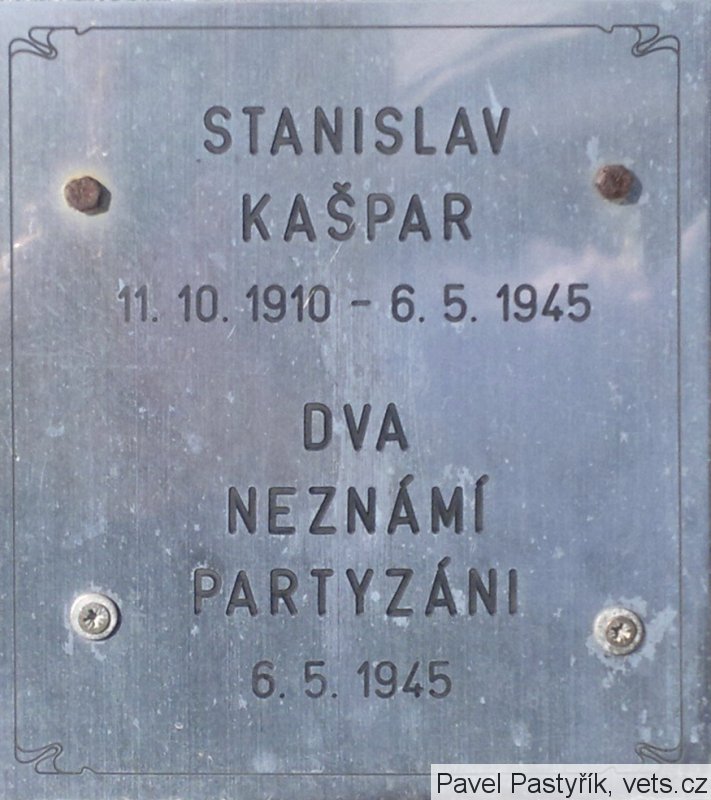 STANISLAV
KAŠPAR
11. 10. 1910 - 6. 5. 1945
DVA
NEZNÁMÍ
PARTYZÁNI
6. 5. 1945
Pavel Pastyřík, vets.cz